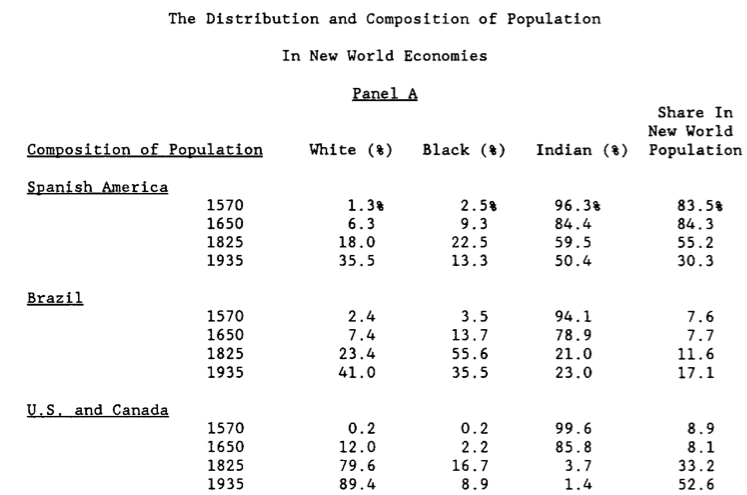 The Distribution and Composition of Population
In New World Economies
Panel A
Share In
New World
Composition of Population White (%) Black (%) Indian (%) Population
Spanish America
1570 1.3% 2.5% 96.3% 83.5%
1650 6.3 9.3 84.4 84.3
1825 18.0 22.5 59.5 55.2
1935 35.5 13.3 50.4 30.3
Brazil
1570 2.4 3.5 94.1 7.6
1650 7.4 13.7 78.9 7.7
1825 23.4 55.6 21.0 11.6
1935 41.0 35.5 23.0 17.1
U.S. and Canada
1570 0.2 0.2 99.6 8.9
1650 12.0 2.2 85.8 8.1
1825 79.6 16.7 3.7 33.2
1935 89.4 8.9 1.4 52.6